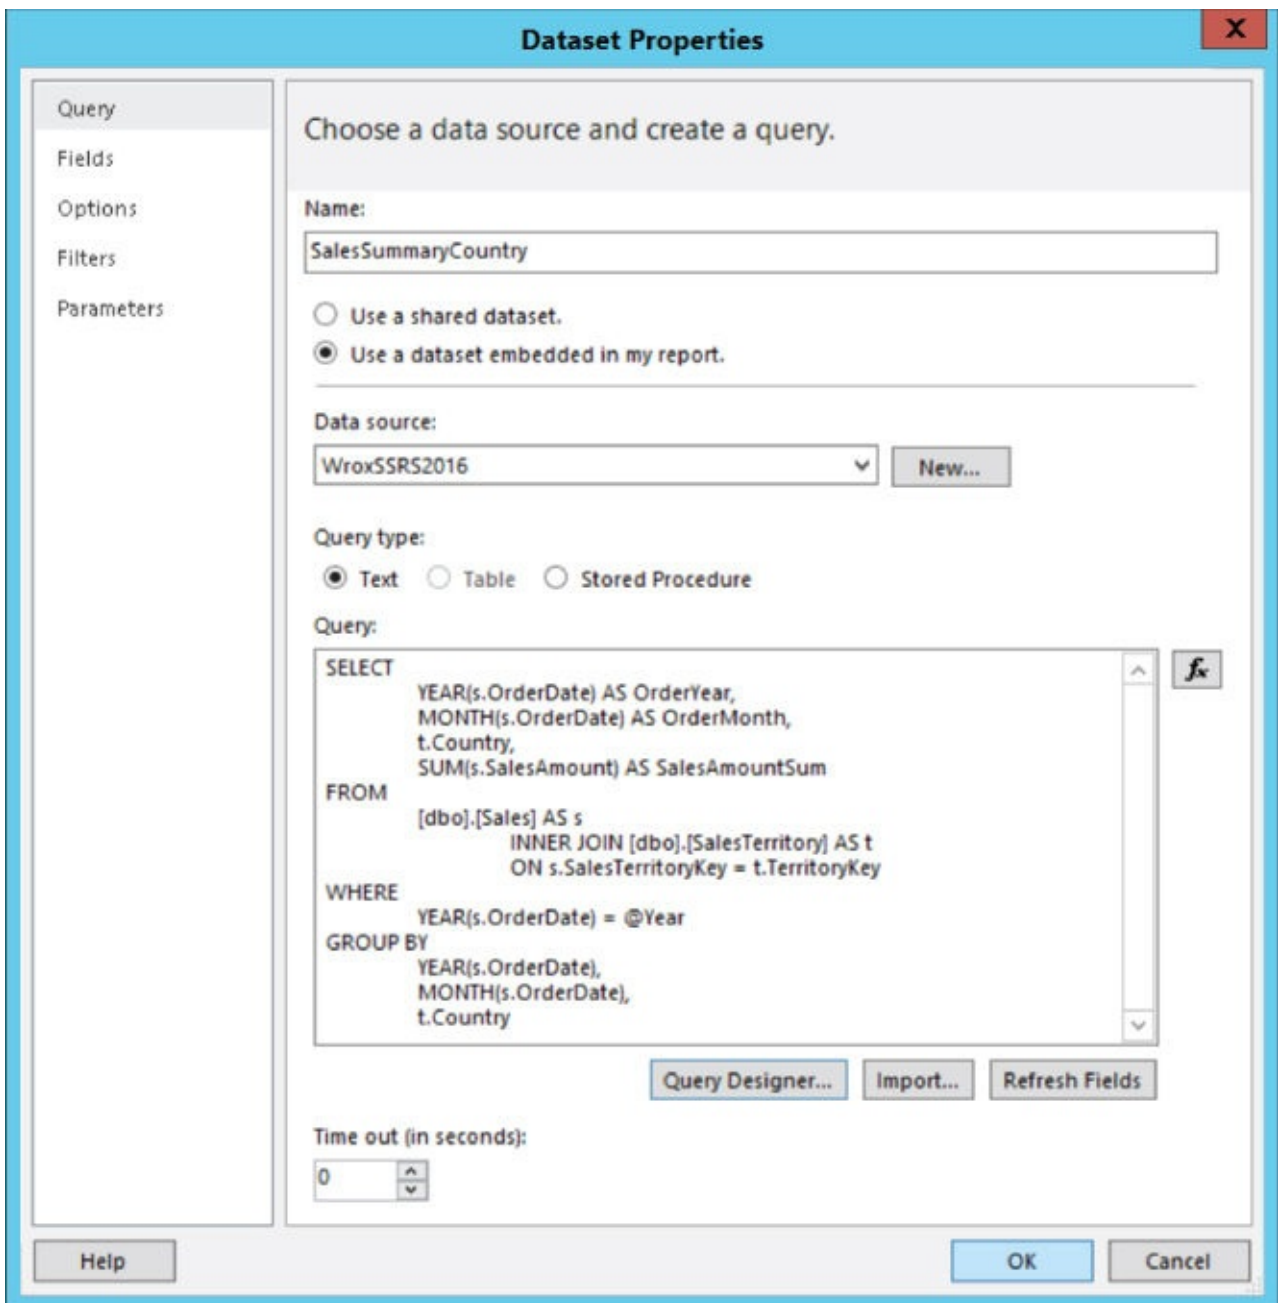 Dataset Properties
X
Query
Fields
Options
Filters
Parameters
Choose a data source and create a query.
Name:
SalesSummaryCountry
Use a shared dataset.
Use a dataset embedded in my report.
Data source:
WroxSSRS2016
New...
Query type:
Text Table Stored Procedure
Query:
SELECT
YEAR(s.OrderDate) AS OrderYear,
MONTH(s.OrderDate) AS OrderMonth,
t.Country,
SUM(s.SalesAmount) AS SalesAmountSum
FROM
[dbo].[Sales] AS s
INNER JOIN [dbo].[SalesTerritory] AS t
ON s.SalesTerritoryKey = t.TerritoryKey
WHERE
YEAR(s.OrderDate) = @Year
GROUP BY
YEAR(s.OrderDate),
MONTH(s.OrderDate),
t.Country
fx
Query Designer... Import... Refresh Fields
Time out (in seconds):
0
Help OK Cancel